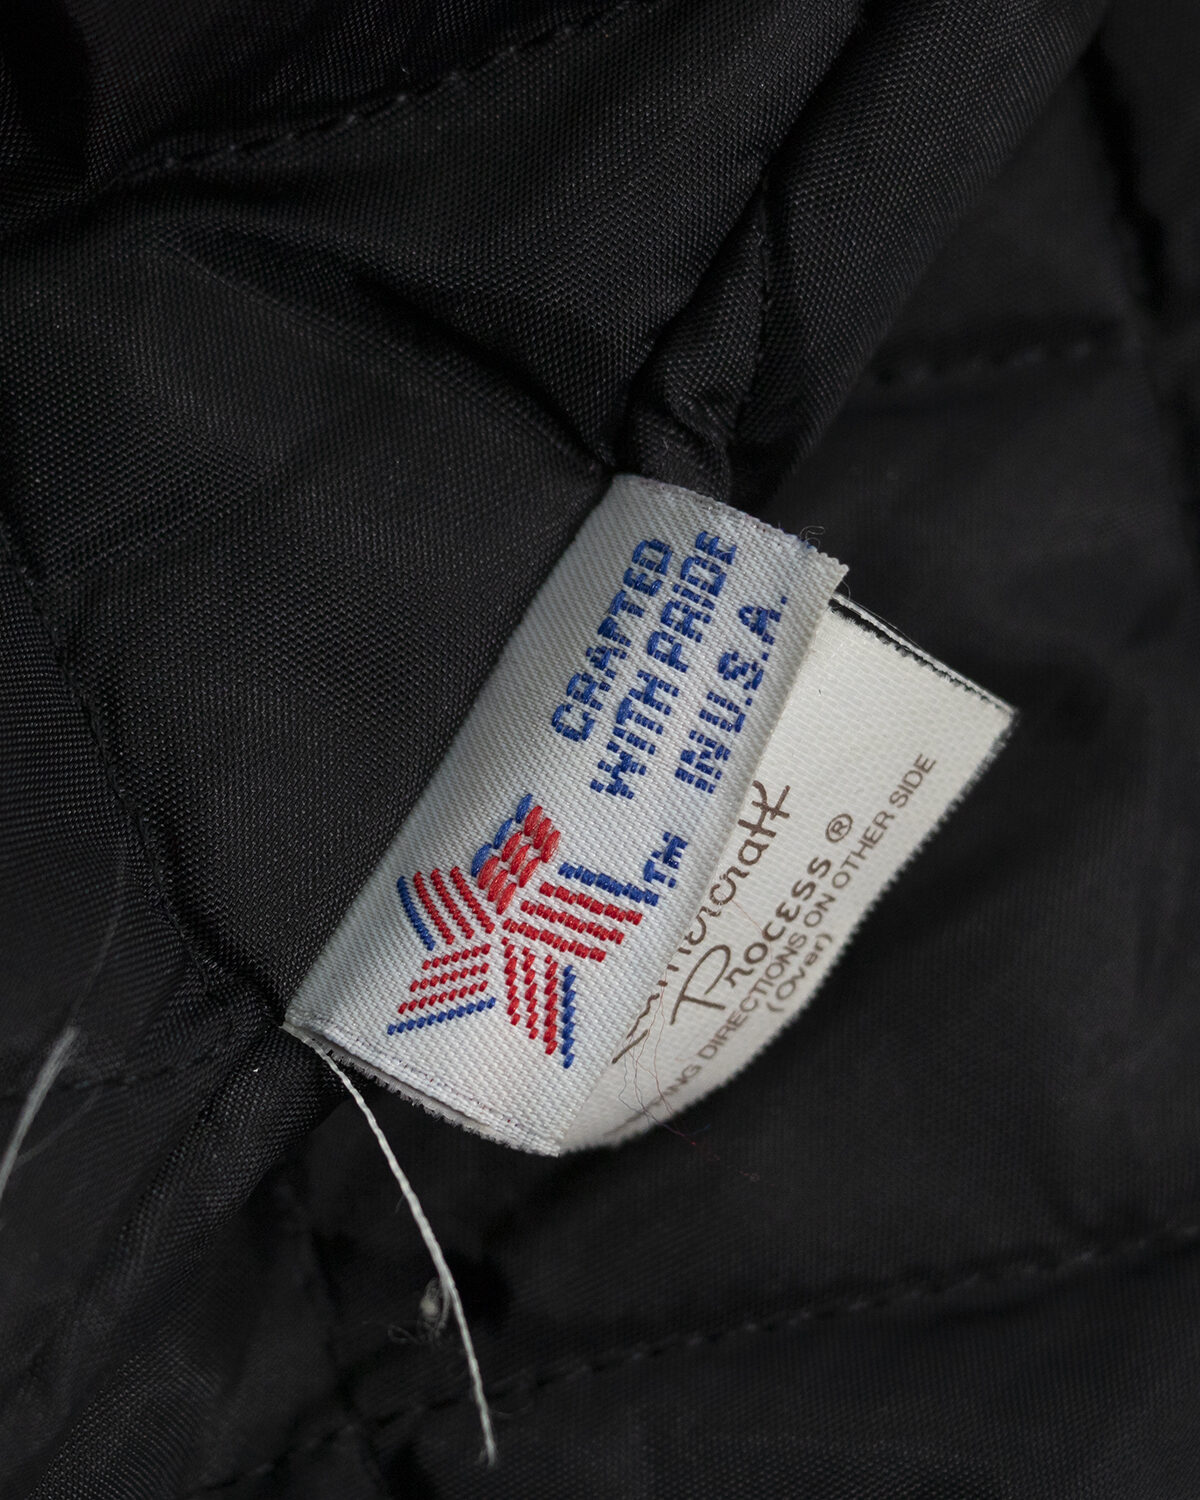 CRAFTED
WITH PRIDE
IN U.S.A.
TM
Process ®
DIRECTIONS ON OTHER SIDE
(Over)